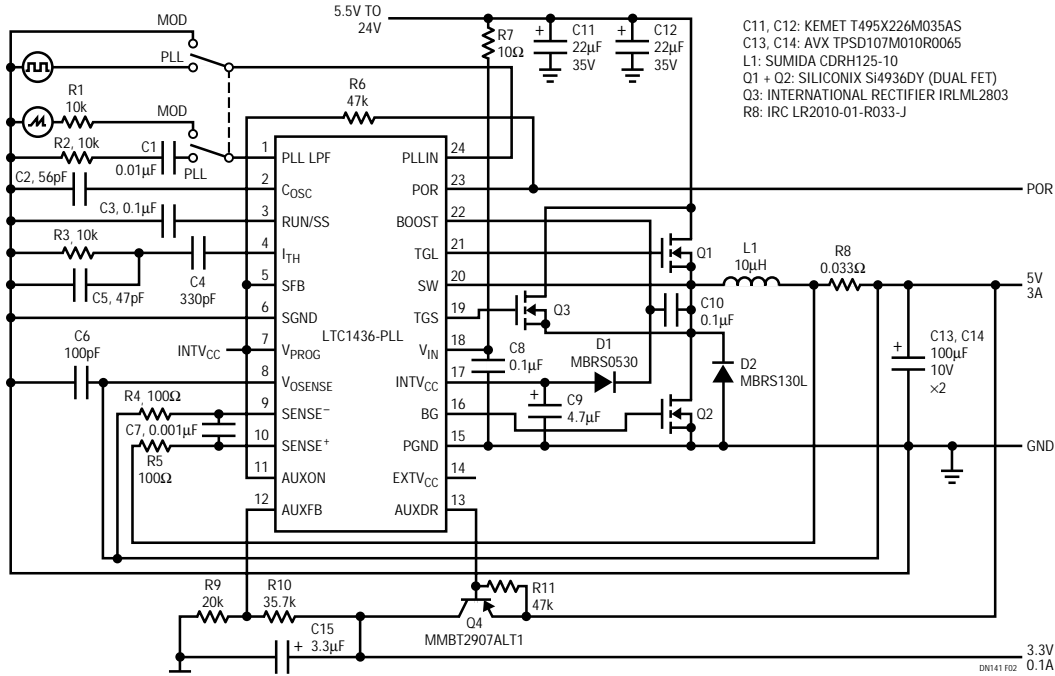 MOD
PLL
R1
10k
MOD
R2, 10k
C1
0.01µF
PLL
C2, 56pF
C3, 0.1µF
R3, 10k
C5, 47pF
C4
330pF
INTVCC
C6
100pF
R4, 100Ω
C7, 0.001µF
R5
100Ω
5.5V TO
24V
R7
10Ω
+
C11
22µF
35V
+
C12
22µF
35V
C11, C12: KEMET T495X226M035AS
C13, C14: AVX TPSD107M010R0065
L1: SUMIDA CDRH125-10
Q1 + Q2: SILICONIX Si4936DY (DUAL FET)
Q3: INTERNATIONAL RECTIFIER IRLML2803
R8: IRC LR2010-01-R033-J
R6
47k
LTC1436-PLL
1 PLL LPF
2 COSC
3 RUN/SS
4 ITH
5 SFB
6 SGND
7 VPROG
8 VOSENSE
9 SENSE–
10 SENSE+
11 AUXON
12 AUXFB
PLLIN 24
POR 23
BOOST 22
TGL 21
SW 20
TGS 19
VIN 18
INTVCC 17
BG 16
PGND 15
EXTVCC 14
AUXDR 13
POR
Q1
L1
10µH
R8
0.033Ω
5V
3A
Q3
C10
0.1µF
D1
MBRS0530
C8
0.1µF
+
C9
4.7µF
Q2
D2
MBRS130L
+
C13, C14
100µF
10V
×2
GND
R9
20k
R10
35.7k
R11
47k
Q4
MMBT2907ALT1
C15
+ 3.3µF
3.3V
0.1A
DN141 F02